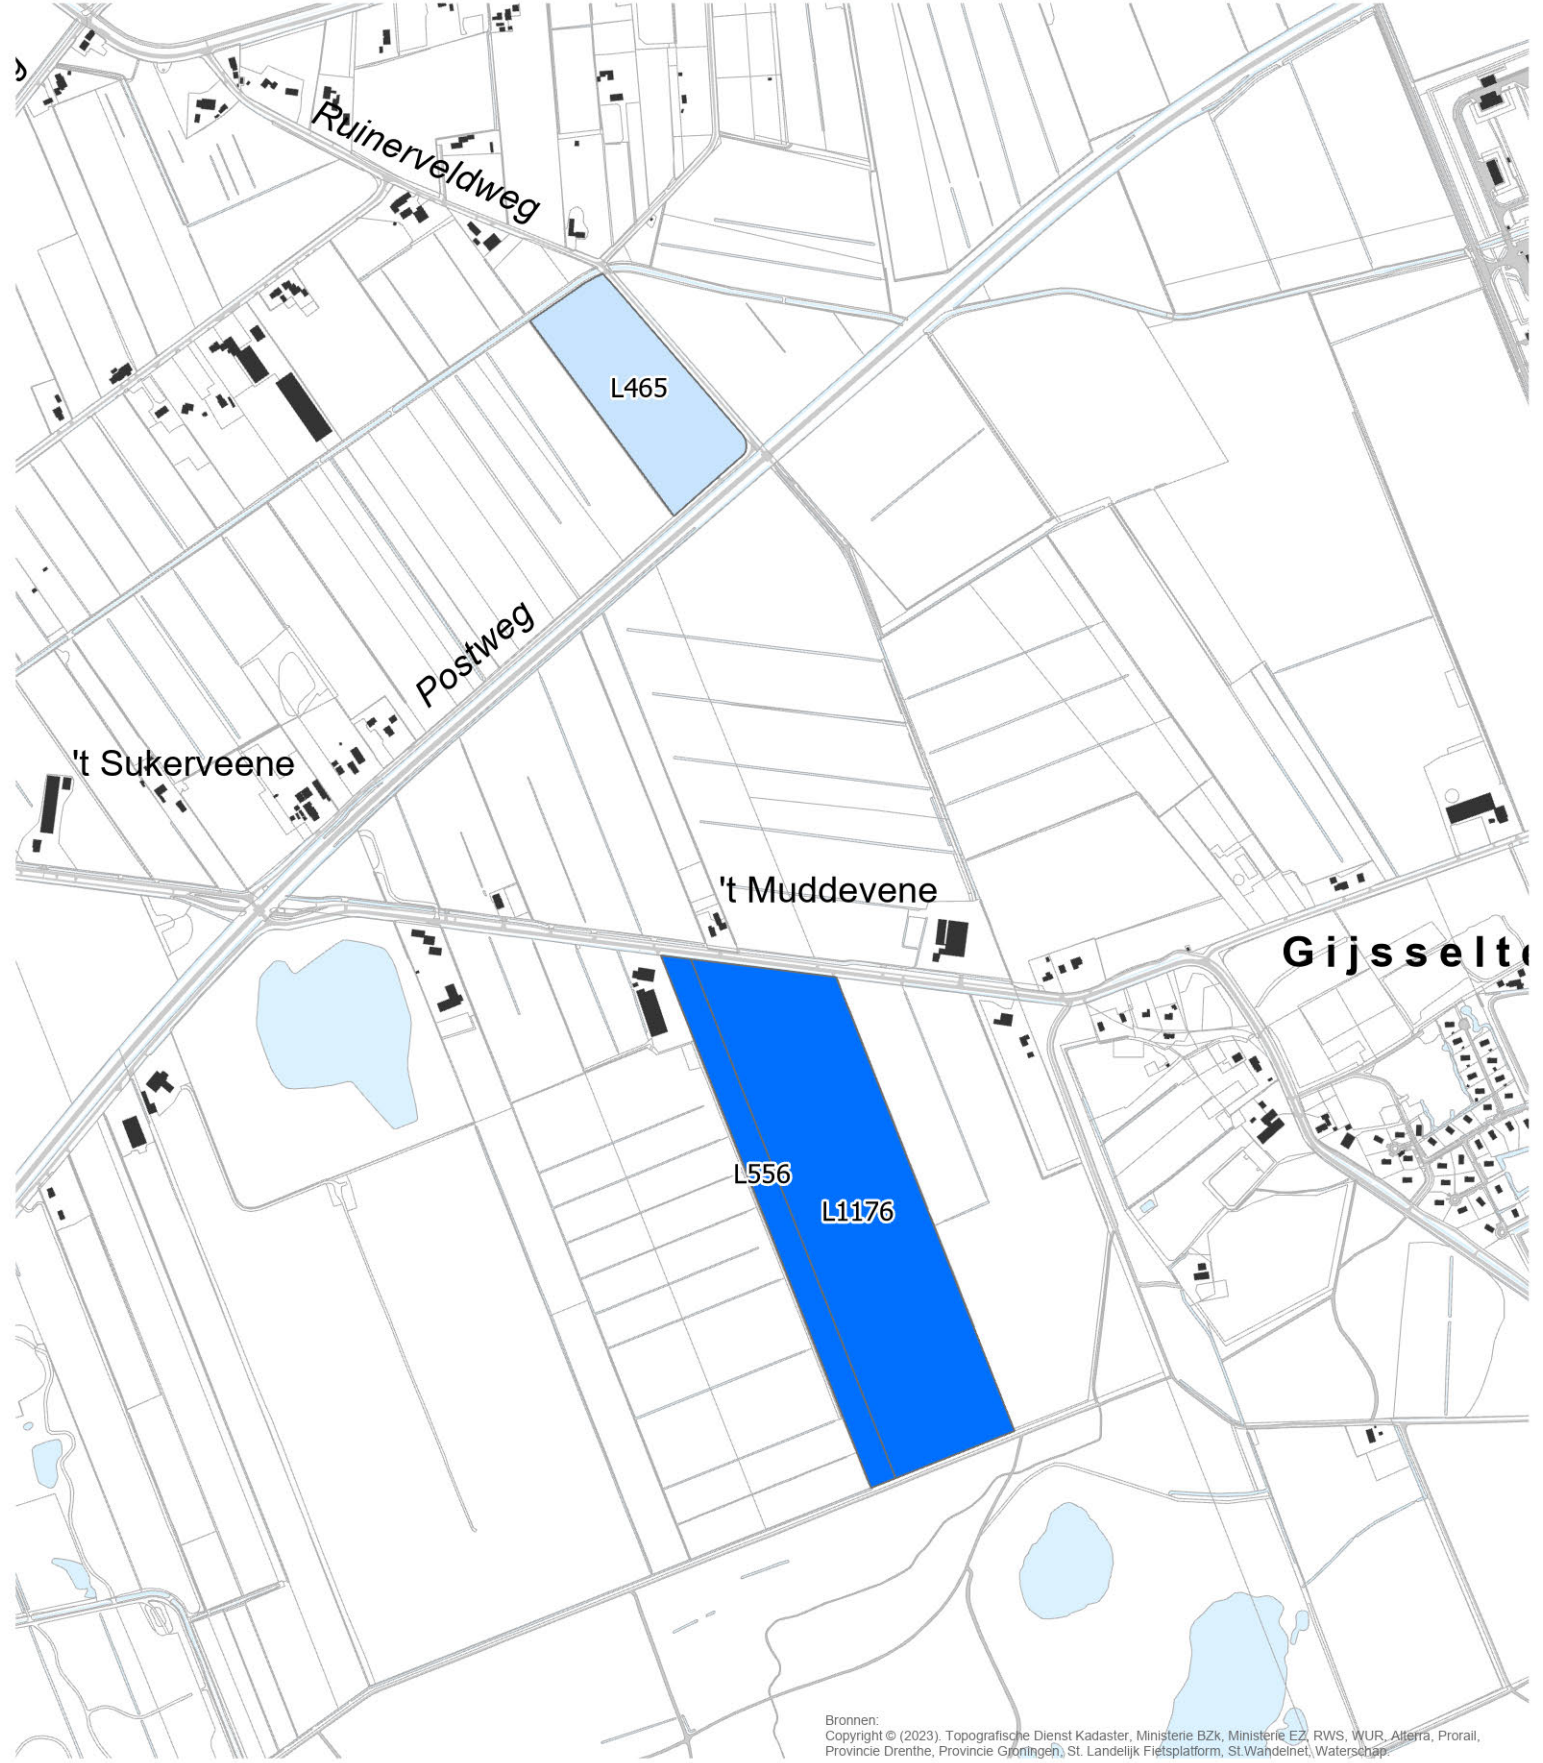 Ruinerveldweg
L465
Postweg
't Sukerveene
't Muddevene
Gijsselte
L556
L1176
Bronnen:
Copyright © (2023). Topografische Dienst Kadaster, Ministerie BZk, Ministerie EZ, RWS, WUR, Alterra, Prorail,
Provincie Drenthe, Provincie Groningen, St. Landelijk Fietsplatform, St.Wandelnet, Waterschap.